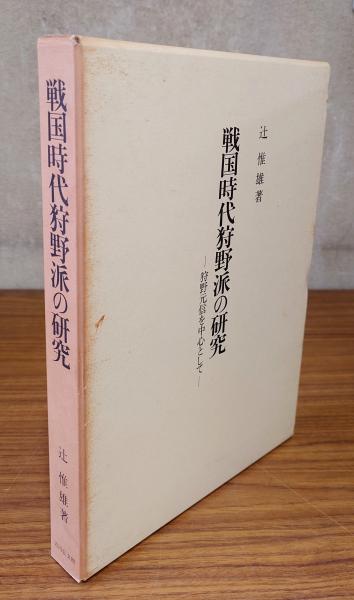 戦国時代狩野派の研究
辻惟雄著
辻惟雄著
戦国時代狩野派の研究
―狩野元信を中心として―